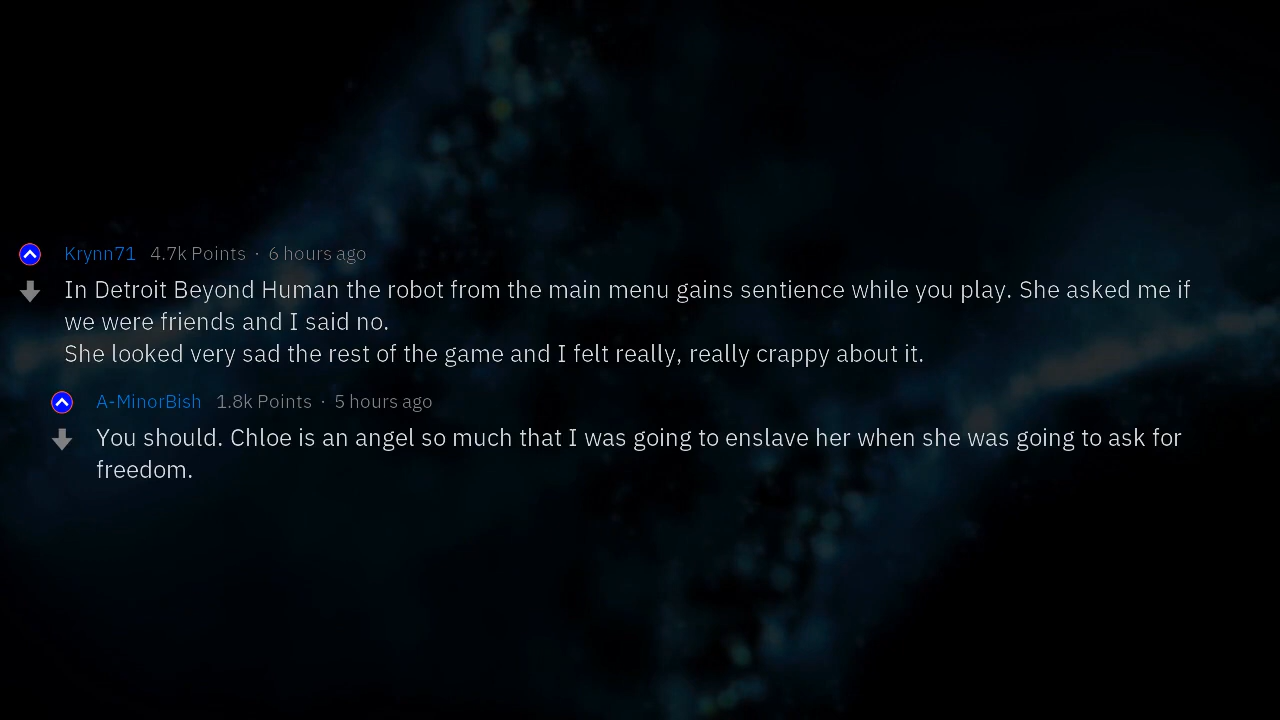 Krynn71 4.7k Points · 6 hours ago
In Detroit Beyond Human the robot from the main menu gains sentience while you play. She asked me if
we were friends and I said no.
She looked very sad the rest of the game and I felt really, really crappy about it.
A-MinorBish 1.8k Points · 5 hours ago
You should. Chloe is an angel so much that I was going to enslave her when she was going to ask for
freedom.